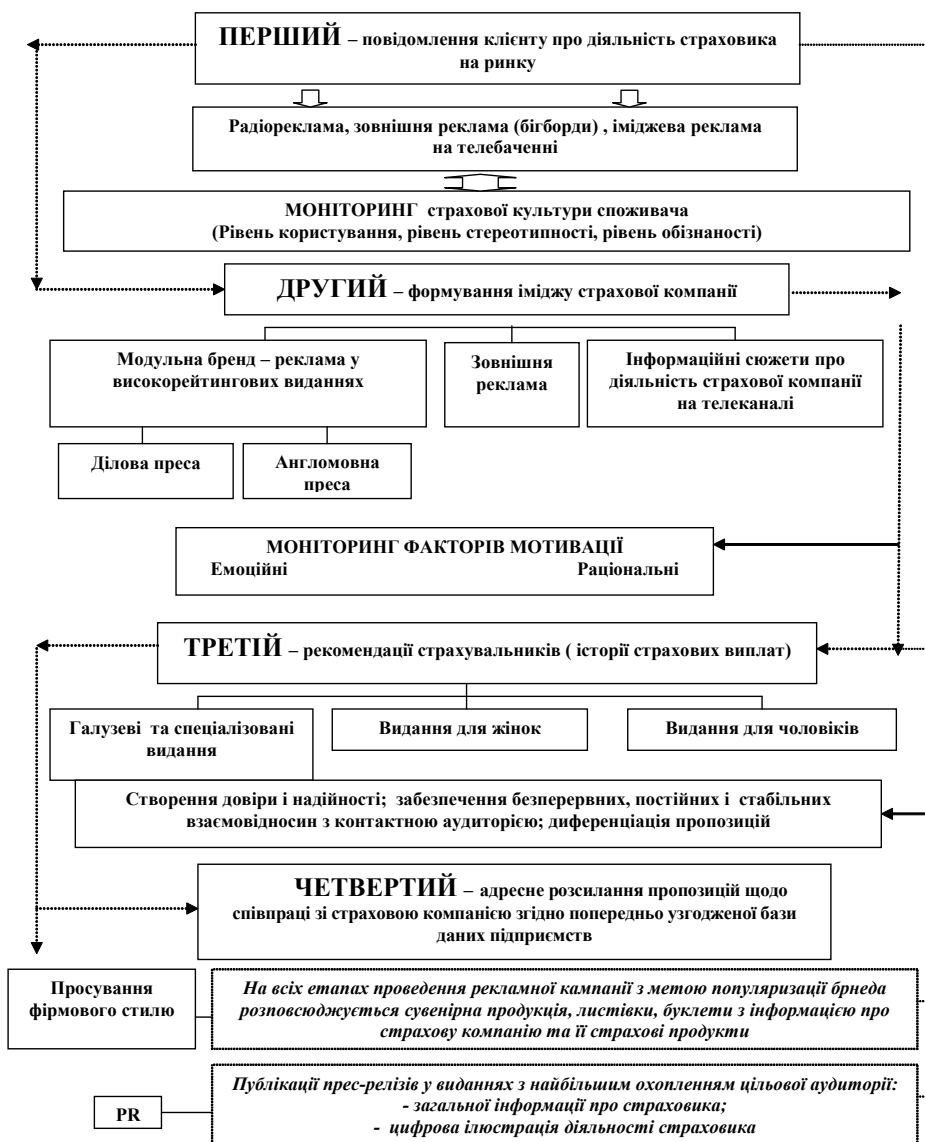 ПЕРШИЙ – повідомлення клієнту про діяльність страховика
на ринку
Радіореклама, зовнішня реклама (бігборди) , іміджева реклама
на телебаченні
МОНІТОРИНГ страхової культури споживача
(Рівень користування, рівень стереотипності, рівень обізнаності)
ДРУГИЙ – формування іміджу страхової компанії
Модульна бренд – реклама у
високорейтингових виданнях
Зовнішня
реклама
Інформаційні сюжети про
діяльність страхової компанії
на телеканалі
Ділова преса
Англомовна
преса
МОНІТОРИНГ ФАКТОРІВ МОТИВАЦІЇ
Емоційні Раціональні
ТРЕТІЙ – рекомендації страхувальників ( історії страхових виплат)
Галузеві та спеціалізовані
видання
Видання для жінок
Видання для чоловіків
Створення довіри і надійності; забезпечення безперервних, постійних і стабільних
взаємовідносин з контактною аудиторією; диференціація пропозицій
ЧЕТВЕРТИЙ – адресне розсилання пропозицій щодо
співпраці зі страховою компанією згідно попередньо узгодженої бази
даних підприємств
Просування
фірмового стилю
На всіх етапах проведення рекламної кампанії з метою популяризації брнеда
розповсюджується сувенірна продукція, листівки, буклети з інформацією про
страхову компанію та її страхові продукти
PR
Публікації прес-релізів у виданнях з найбільшим охопленням цільової аудиторії:
- загальної інформації про страховика;
- цифрова ілюстрація діяльності страховика